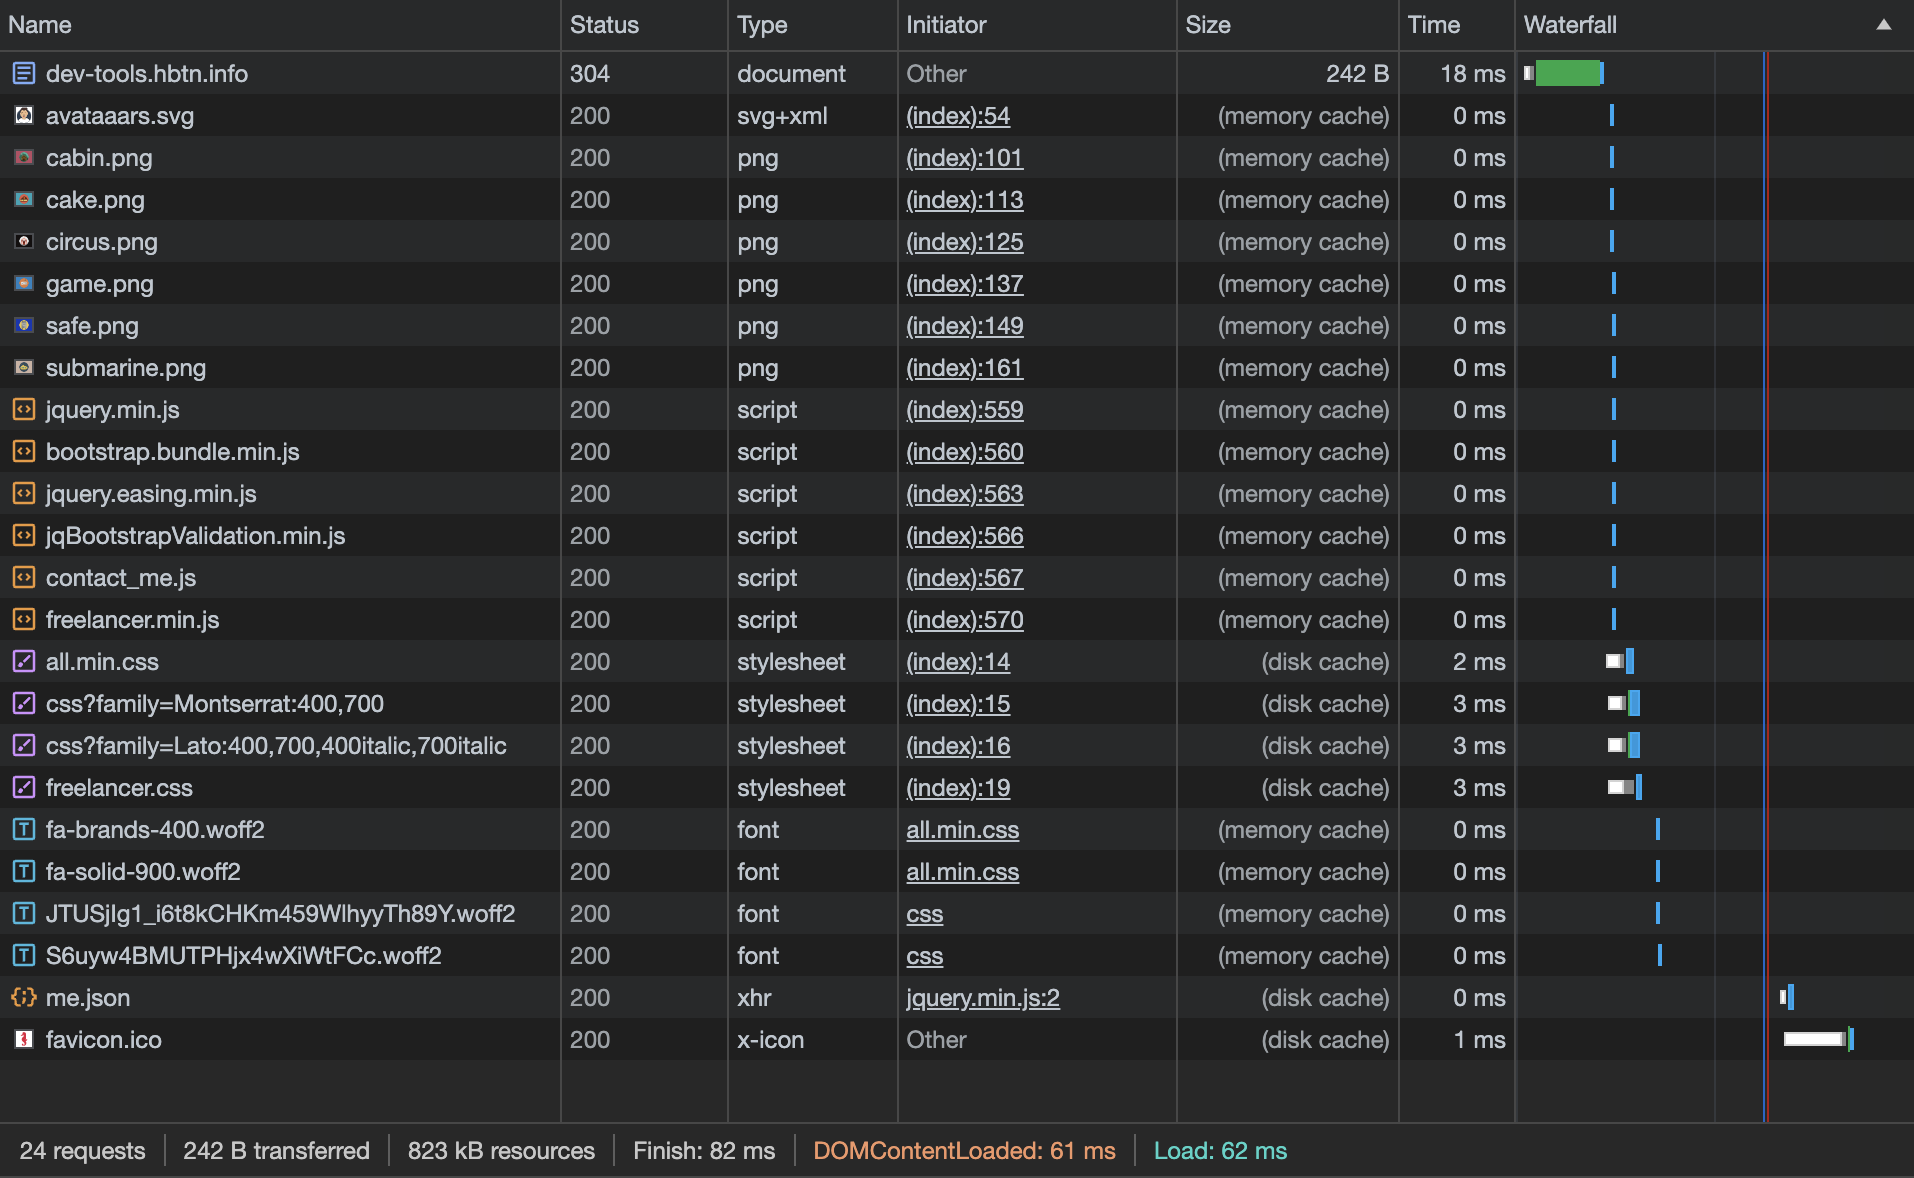 Name Status Type Initiator Size Time Waterfall
dev-tools.hbtn.info 304 document Other 242 B 18 ms
avataaars.svg 200 svg+xml (index):54 (memory cache) 0 ms
cabin.png 200 png (index):101 (memory cache) 0 ms
cake.png 200 png (index):113 (memory cache) 0 ms
circus.png 200 png (index):125 (memory cache) 0 ms
game.png 200 png (index):137 (memory cache) 0 ms
safe.png 200 png (index):149 (memory cache) 0 ms
submarine.png 200 png (index):161 (memory cache) 0 ms
jquery.min.js 200 script (index):559 (memory cache) 0 ms
bootstrap.bundle.min.js 200 script (index):560 (memory cache) 0 ms
jquery.easing.min.js 200 script (index):563 (memory cache) 0 ms
jqBootstrapValidation.min.js 200 script (index):566 (memory cache) 0 ms
contact_me.js 200 script (index):567 (memory cache) 0 ms
freelancer.min.js 200 script (index):570 (memory cache) 0 ms
all.min.css 200 stylesheet (index):14 (disk cache) 2 ms
css?family=Montserrat:400,700 200 stylesheet (index):15 (disk cache) 3 ms
css?family=Lato:400,700,400italic,700italic 200 stylesheet (index):16 (disk cache) 3 ms
freelancer.css 200 stylesheet (index):19 (disk cache) 3 ms
fa-brands-400.woff2 200 font all.min.css (memory cache) 0 ms
fa-solid-900.woff2 200 font all.min.css (memory cache) 0 ms
JTUSjIg1_i6t8kCHKm459WlhyyTh89Y.woff2 200 font css (memory cache) 0 ms
S6uyw4BMUTPHjx4wXiWtFCc.woff2 200 font css (memory cache) 0 ms
me.json 200 xhr jquery.min.js:2 (disk cache) 0 ms
favicon.ico 200 x-icon Other (disk cache) 1 ms
24 requests 242 B transferred 823 kB resources Finish: 82 ms DOMContentLoaded: 61 ms Load: 62 ms